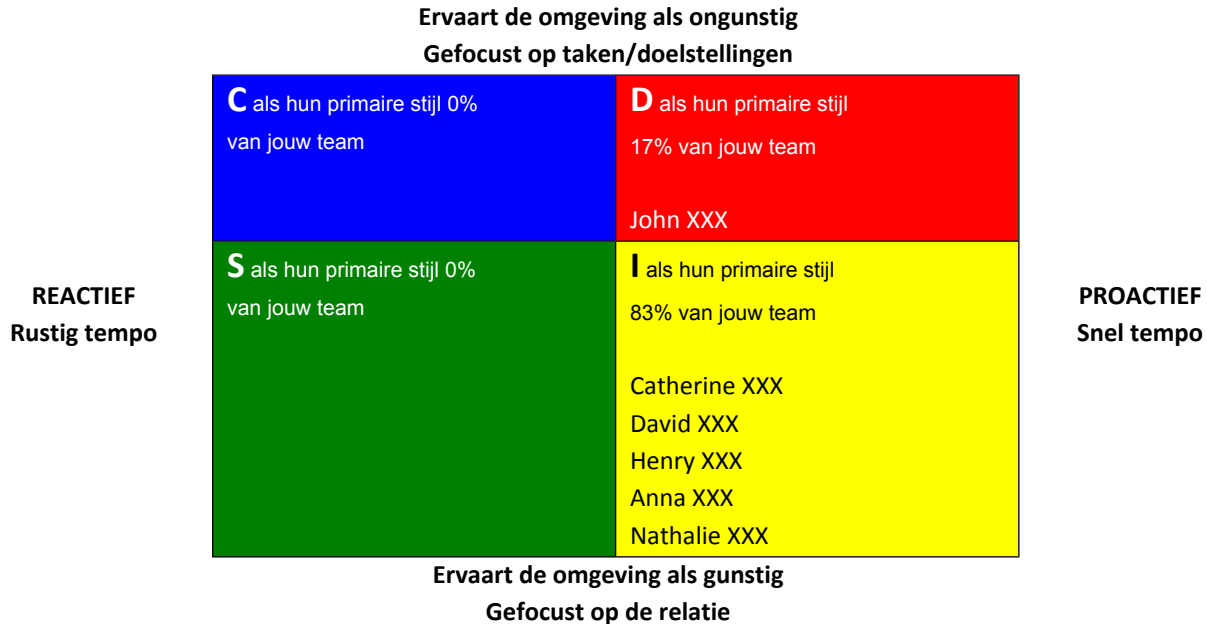 Ervaart de omgeving als ongunstig
Gefocust op taken/doelstellingen
C als hun primaire stijl 0%
van jouw team
D als hun primaire stijl
17% van jouw team
John XXX
REACTIEF
Rustig tempo
S als hun primaire stijl 0%
van jouw team
I als hun primaire stijl
83% van jouw team
Catherine XXX
David XXX
Henry XXX
Anna XXX
Nathalie XXX
PROACTIEF
Snel tempo
Ervaart de omgeving als gunstig
Gefocust op de relatie